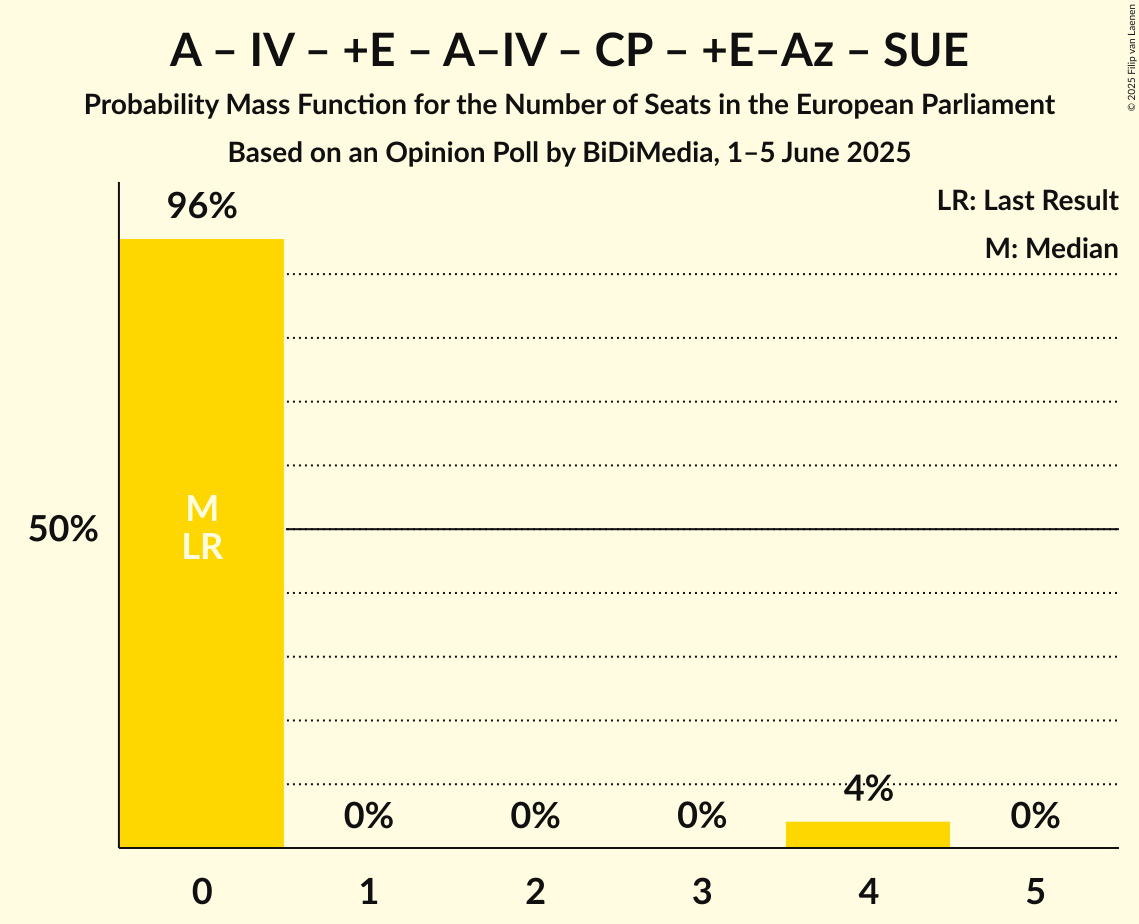 A – IV – +E – A–IV – CP – +E–Az – SUE
Probability Mass Function for the Number of Seats in the European Parliament
Based on an Opinion Poll by BiDiMedia, 1–5 June 2025
© 2025 Filip van Laenen
LR: Last Result
M: Median
96%
M
LR
50%
0%
0%
0%
4%
0%
0
1
2
3
4
5